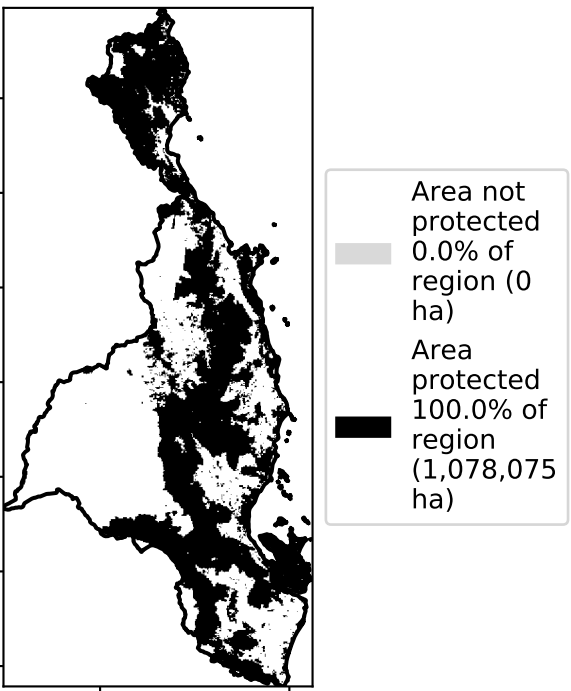 Area not
protected
0.0% of
region (0
ha)
Area
protected
100.0% of
region
(1,078,075
ha)